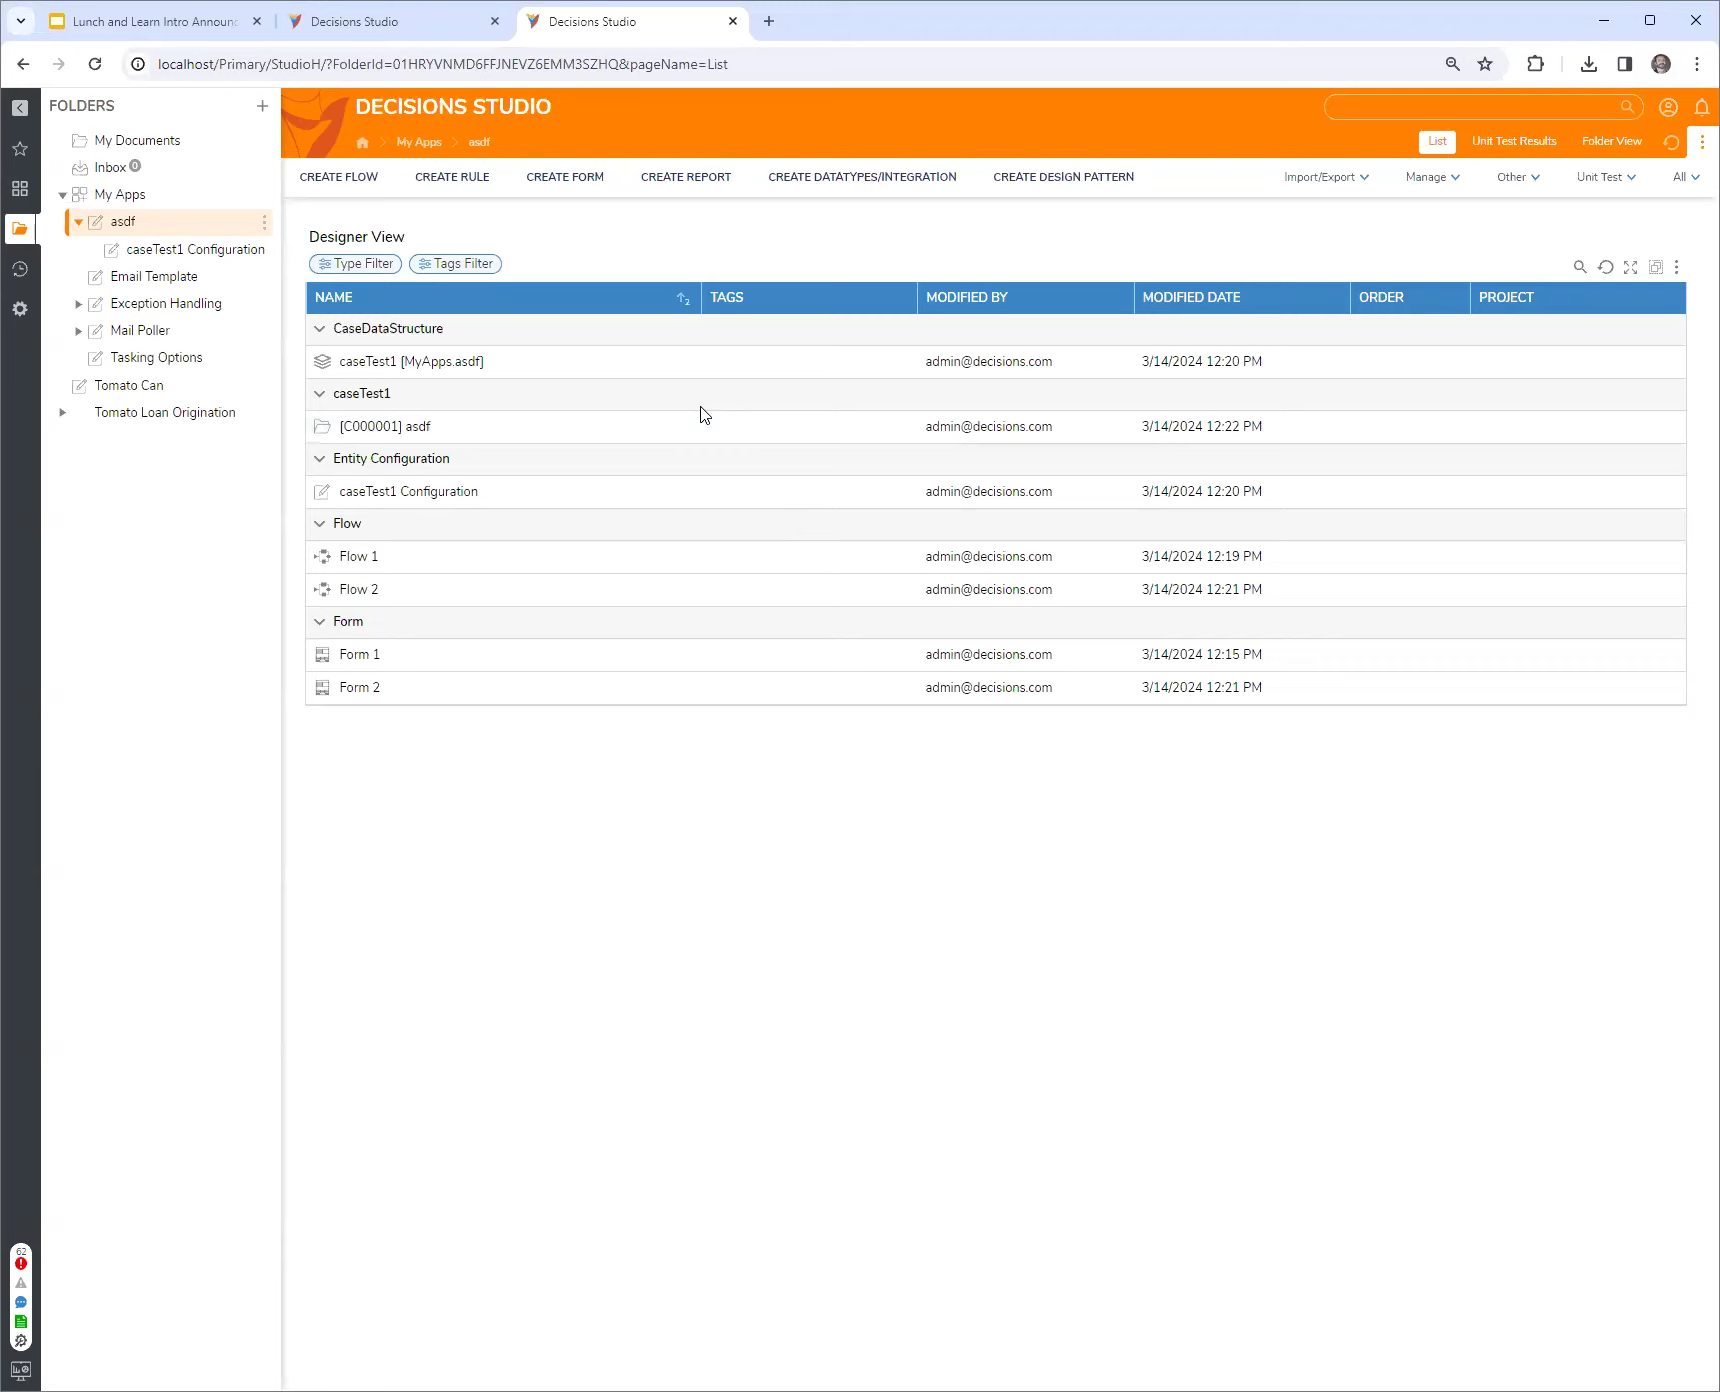 Lunch and Learn Intro Announc
Decisions Studio
Decisions Studio
localhost/Primary/StudioH/?FolderId=01HRYVNMD6FFJNEVZ6EMM3SZHQ&pageName=List
FOLDERS
My Documents
Inbox 0
My Apps
asdf
caseTest1 Configuration
Email Template
Exception Handling
Mail Poller
Tasking Options
Tomato Can
Tomato Loan Origination
62
DECISIONS STUDIO
My Apps > asdf
List Unit Test Results Folder View
CREATE FLOW CREATE RULE CREATE FORM CREATE REPORT CREATE DATATYPES/INTEGRATION CREATE DESIGN PATTERN Import/Export Manage Other Unit Test All
Designer View
Type Filter Tags Filter
NAME TAGS MODIFIED BY MODIFIED DATE ORDER PROJECT
CaseDataStructure
caseTest1 [MyApps.asdf] admin@decisions.com 3/14/2024 12:20 PM
caseTest1
[C000001] asdf admin@decisions.com 3/14/2024 12:22 PM
Entity Configuration
caseTest1 Configuration admin@decisions.com 3/14/2024 12:20 PM
Flow
Flow 1 admin@decisions.com 3/14/2024 12:19 PM
Flow 2 admin@decisions.com 3/14/2024 12:21 PM
Form
Form 1 admin@decisions.com 3/14/2024 12:15 PM
Form 2 admin@decisions.com 3/14/2024 12:21 PM